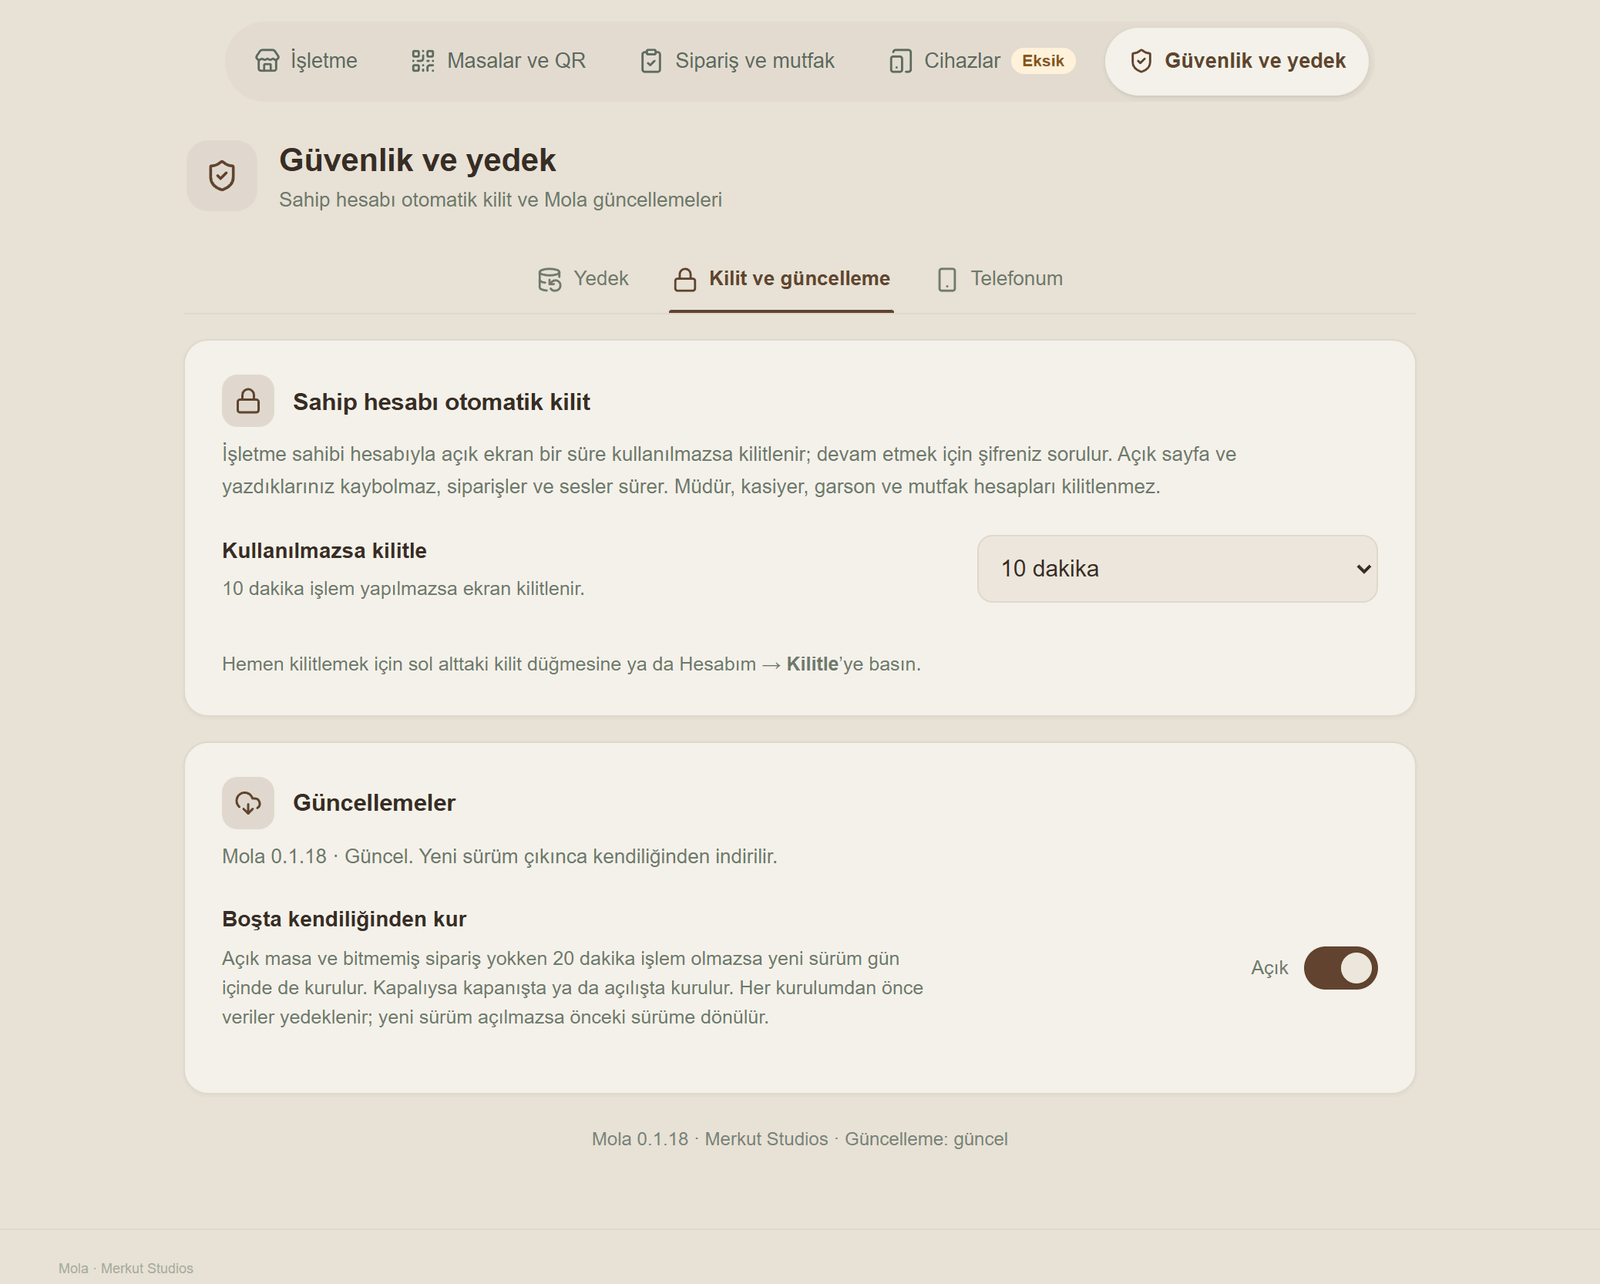 İşletme
Masalar ve QR
Sipariş ve mutfak
Cihazlar
Eksik
Güvenlik ve yedek
Güvenlik ve yedek
Sahip hesabı otomatik kilit ve Mola güncellemeleri
Yedek
Kilit ve güncelleme
Telefonum
Sahip hesabı otomatik kilit
İşletme sahibi hesabıyla açık ekran bir süre kullanılmazsa kilitlenir; devam etmek için şifreniz sorulur. Açık sayfa ve
yazdıklarınız kaybolmaz, siparişler ve sesler sürer. Müdür, kasiyer, garson ve mutfak hesapları kilitlenmez.
Kullanılmazsa kilitle
10 dakika işlem yapılmazsa ekran kilitlenir.
10 dakika
Hemen kilitlemek için sol alttaki kilit düğmesine ya da Hesabım → Kilitle’ye basın.
Güncellemeler
Mola 0.1.18 · Güncel. Yeni sürüm çıkınca kendiliğinden indirilir.
Boşta kendiliğinden kur
Açık masa ve bitmemiş sipariş yokken 20 dakika işlem olmazsa yeni sürüm gün
içinde de kurulur. Kapalıysa kapanışta ya da açılışta kurulur. Her kurulumdan önce
veriler yedeklenir; yeni sürüm açılmazsa önceki sürüme dönülür.
Açık
Mola 0.1.18 · Merkut Studios · Güncelleme: güncel
Mola · Merkut Studios